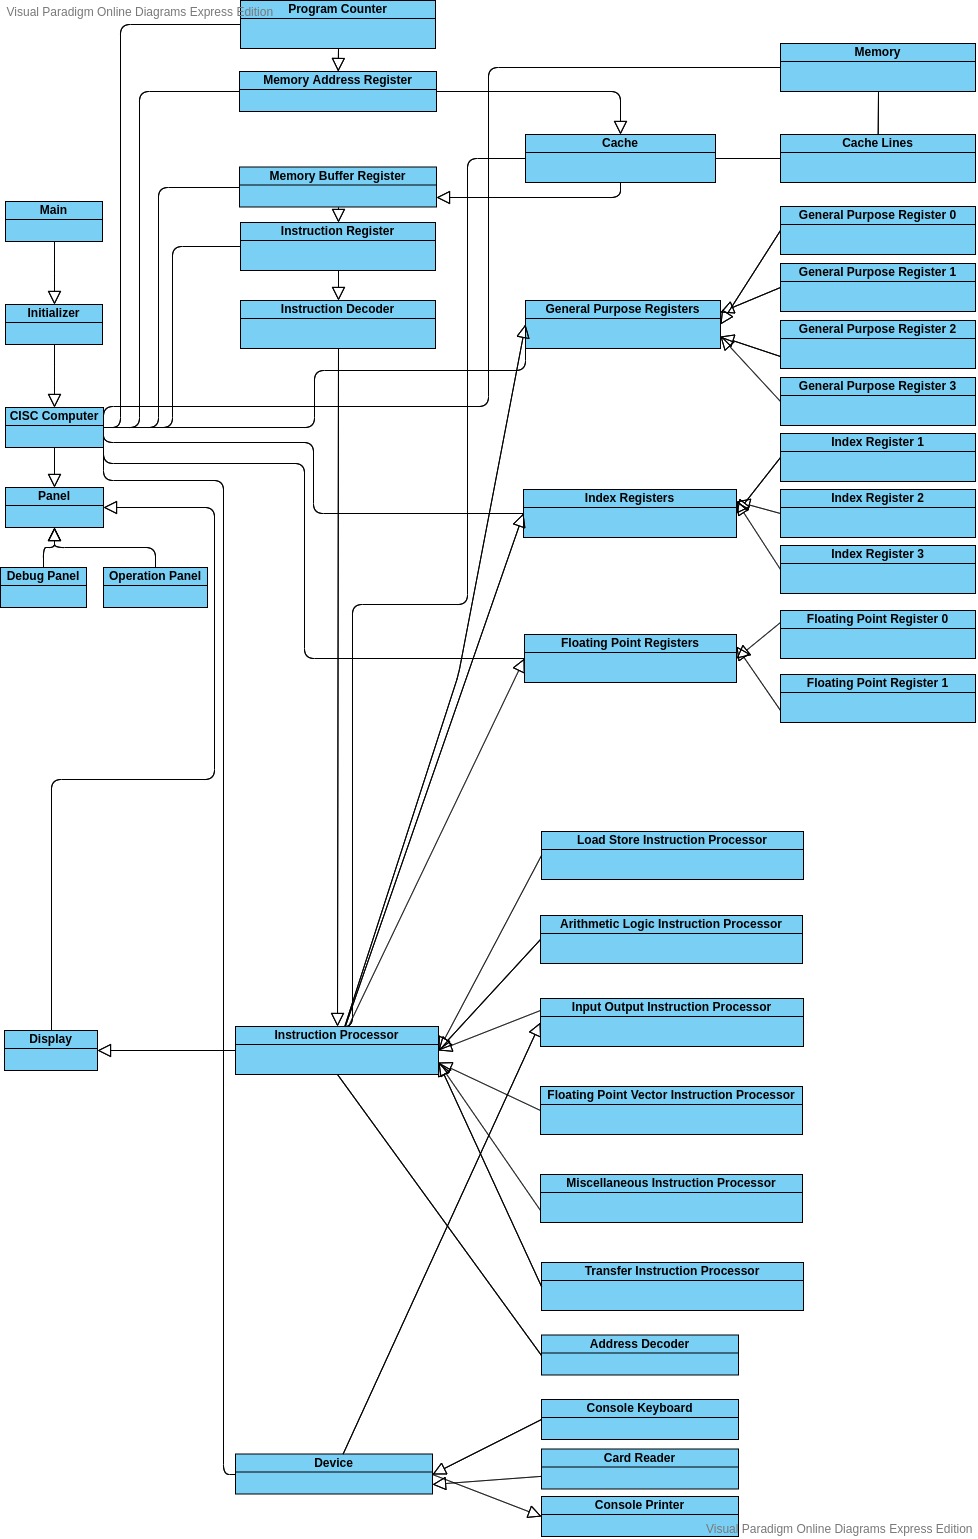 Visual Paradigm Online Diagrams Express Edition
Program Counter
Memory
Memory Address Register
Cache
Cache Lines
Memory Buffer Register
Main
General Purpose Register 0
Instruction Register
General Purpose Register 1
Initializer
Instruction Decoder
General Purpose Registers
General Purpose Register 2
General Purpose Register 3
CISC Computer
Index Register 1
Panel
Index Registers
Index Register 2
Index Register 3
Debug Panel
Operation Panel
Floating Point Register 0
Floating Point Registers
Floating Point Register 1
Load Store Instruction Processor
Arithmetic Logic Instruction Processor
Input Output Instruction Processor
Display
Instruction Processor
Floating Point Vector Instruction Processor
Miscellaneous Instruction Processor
Transfer Instruction Processor
Address Decoder
Console Keyboard
Device
Card Reader
Console Printer
Visual Paradigm Online Diagrams Express Edition